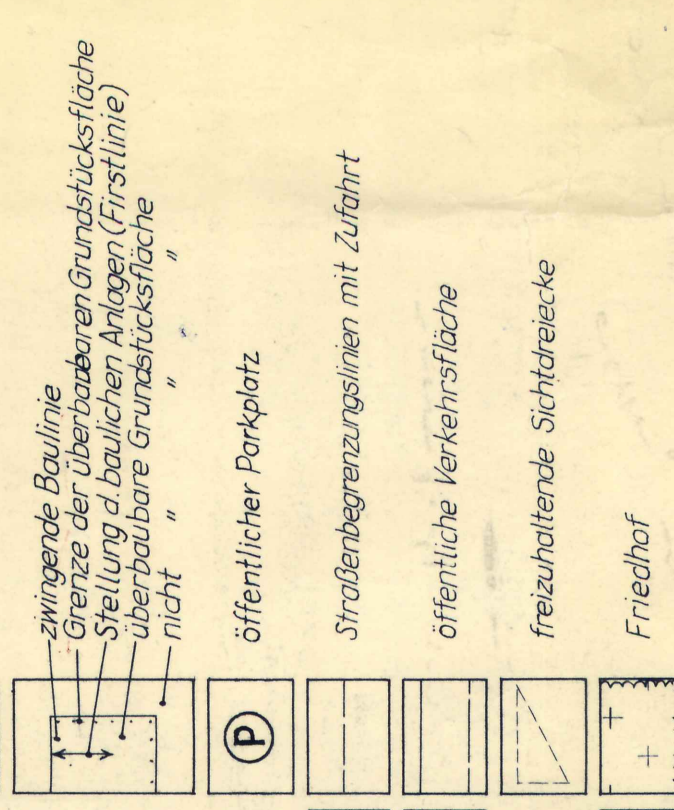 zwingende Baulinie
Grenze der überbaubaren Grundstücksfläche
Stellung d. baulichen Anlagen (Firstlinie)
überbaubare Grundstücksfläche
nicht " " "
P
öffentlicher Parkplatz
Straßenbegrenzungslinien mit Zufahrt
öffentliche Verkehrsfläche
freizuhaltende Sichtdreiecke
Friedhof